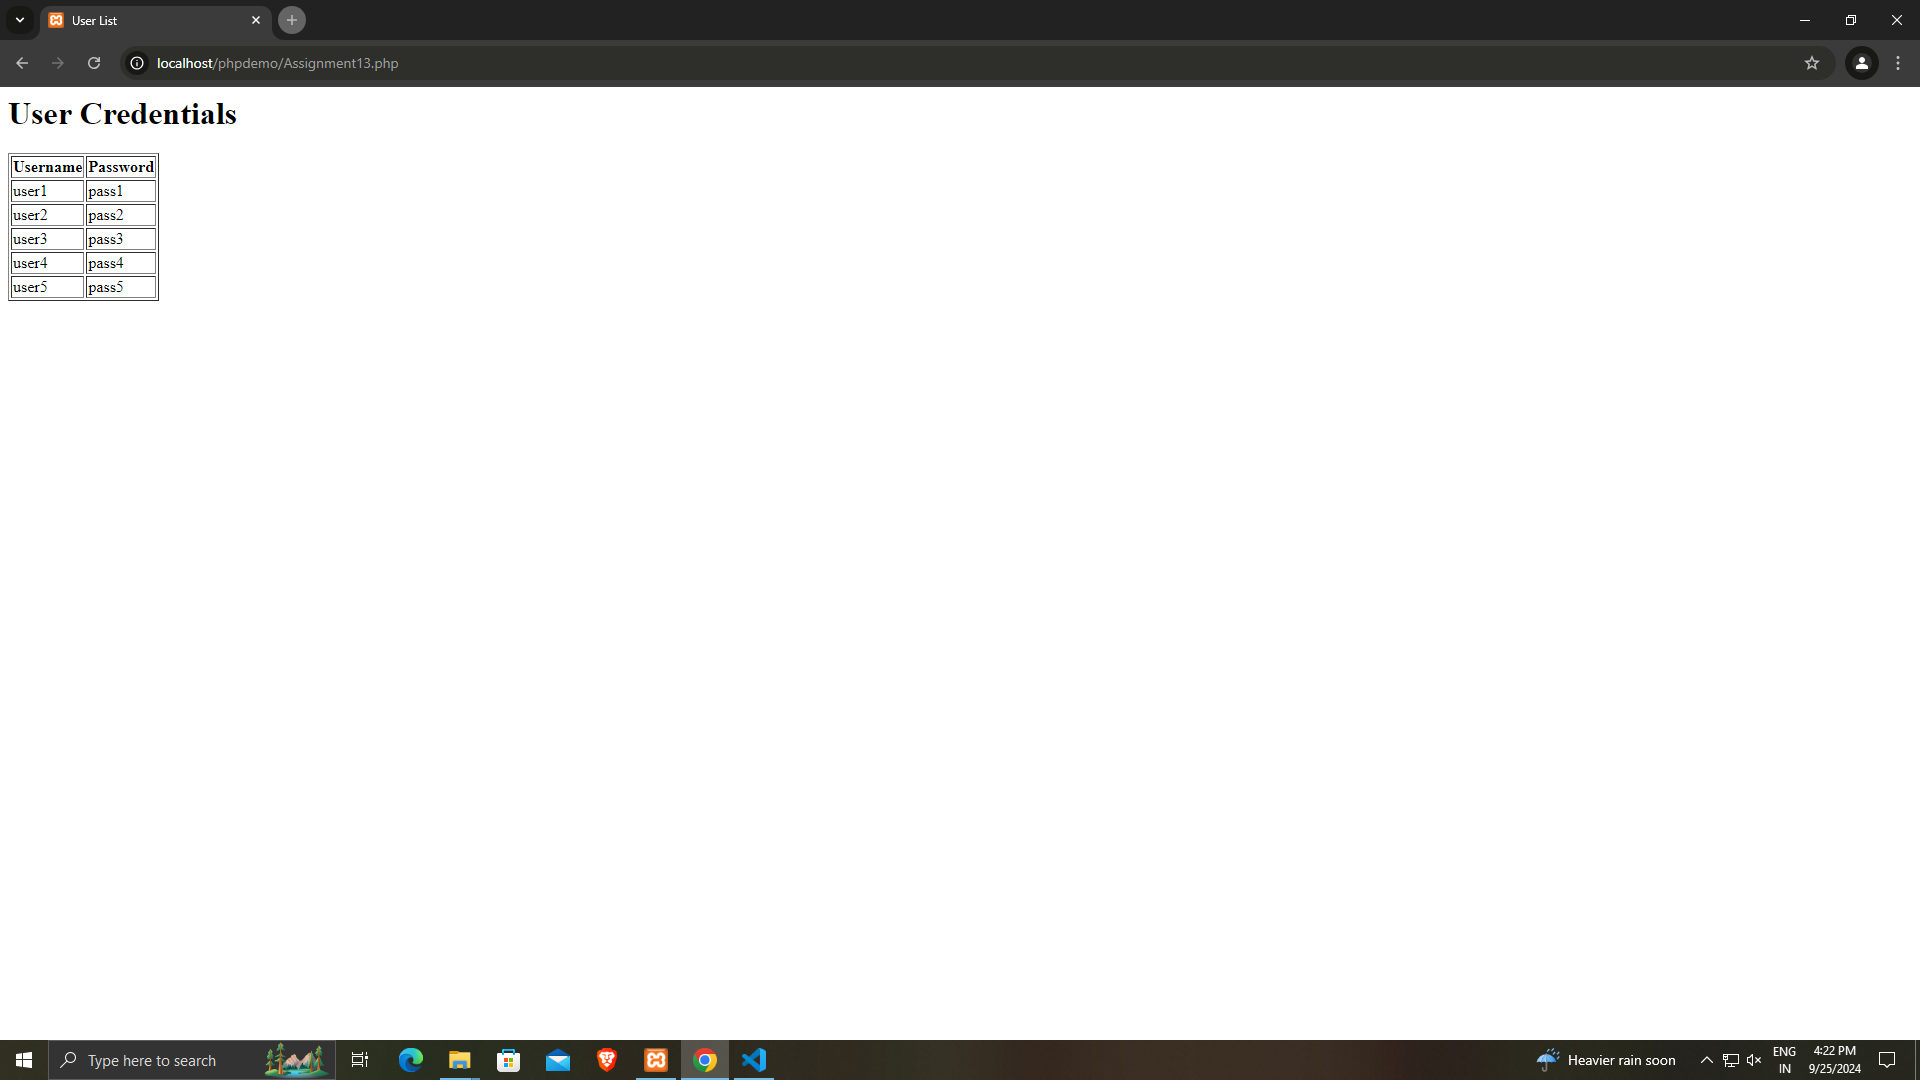 User List
localhost/phpdemo/Assignment13.php
User Credentials
Username Password
user1 pass1
user2 pass2
user3 pass3
user4 pass4
user5 pass5
Type here to search
Heavier rain soon
ENG
IN
4:22 PM
9/25/2024